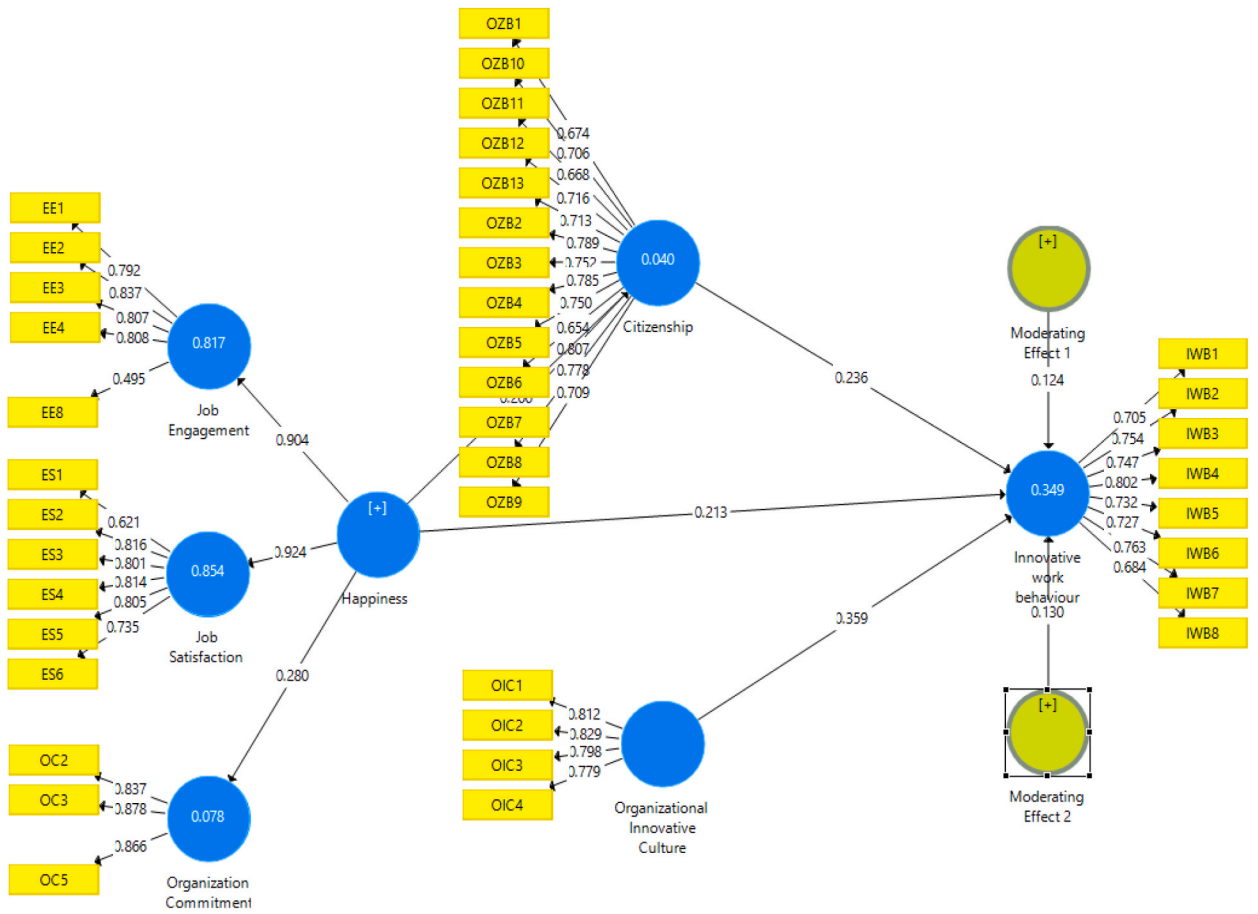 OZB1
OZB10
OZB11
OZB12
OZB13
OZB2
OZB3
OZB4
OZB5
OZB6
OZB7
OZB8
OZB9
0.674
0.706
0.668
0.716
0.713
0.789
0.752
0.785
0.750
0.654
0.807
0.778
0.709
0.040
Citizenship
EE1
EE2
EE3
EE4
EE8
0.792
0.837
0.807
0.808
0.495
0.817
Job
Engagement
0.904
ES1
ES2
ES3
ES4
ES5
ES6
0.621
0.816
0.801
0.814
0.805
0.735
0.854
Job
Satisfaction
0.924
[+]
Happiness
0.280
OC2
OC3
OC5
0.837
0.878
0.866
0.078
Organization
Commitment
0.236
0.213
0.359
OIC1
OIC2
OIC3
OIC4
0.812
0.829
0.798
0.779
Organizational
Innovative
Culture
[+]
Moderating
Effect 1
0.124
0.349
Innovative
work
behaviour
0.130
[+]
Moderating
Effect 2
0.705
0.754
0.747
0.802
0.732
0.727
0.763
0.684
IWB1
IWB2
IWB3
IWB4
IWB5
IWB6
IWB7
IWB8